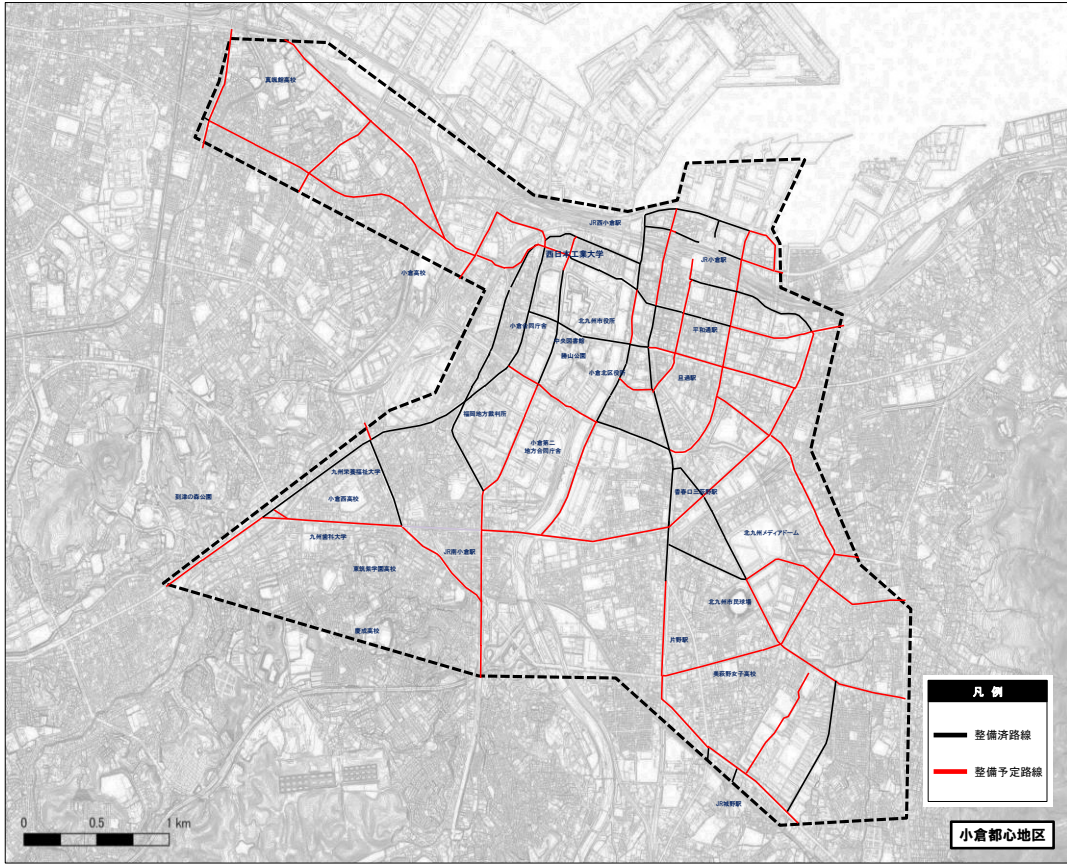 真颯館高校
JR西小倉駅
西日本工業大学
JR小倉駅
小倉高校
小倉合同庁舎
北九州市役所
平和通駅
中央図書館
勝山公園
小倉北区役所
旦過駅
福岡地方裁判所
小倉第二
地方合同庁舎
九州栄養福祉大学
小倉西高校
到津の森公園
香春口三萩野駅
九州歯科大学
JR南小倉駅
北九州メディアドーム
東筑紫学園高校
北九州市民球場
慶成高校
片野駅
美萩野女子高校
JR城野駅
凡 例
整備済路線
整備予定路線
0 0.5 1 km
小倉都心地区